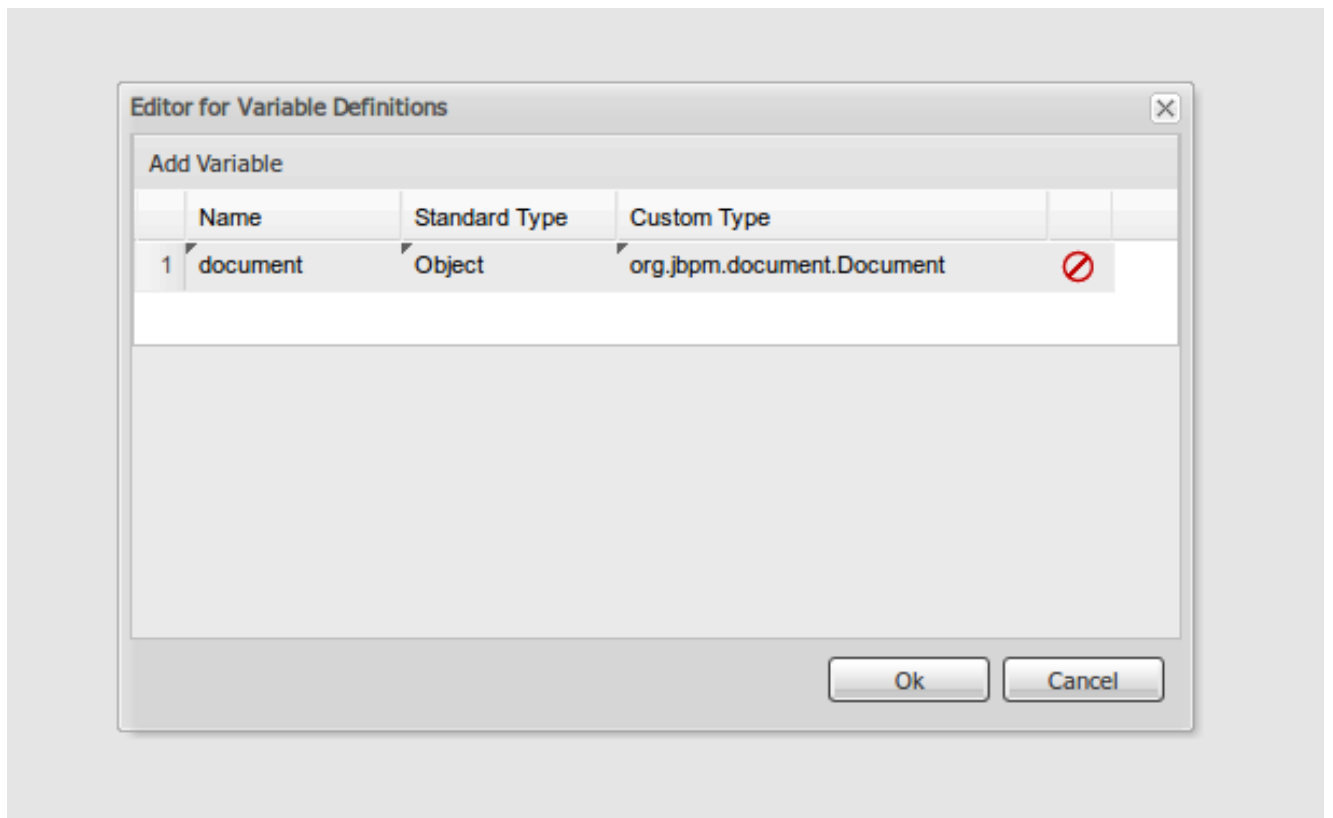 Editor for Variable Definitions
Add Variable
Name Standard Type Custom Type
1 document Object org.jbpm.document.Document
Ok Cancel